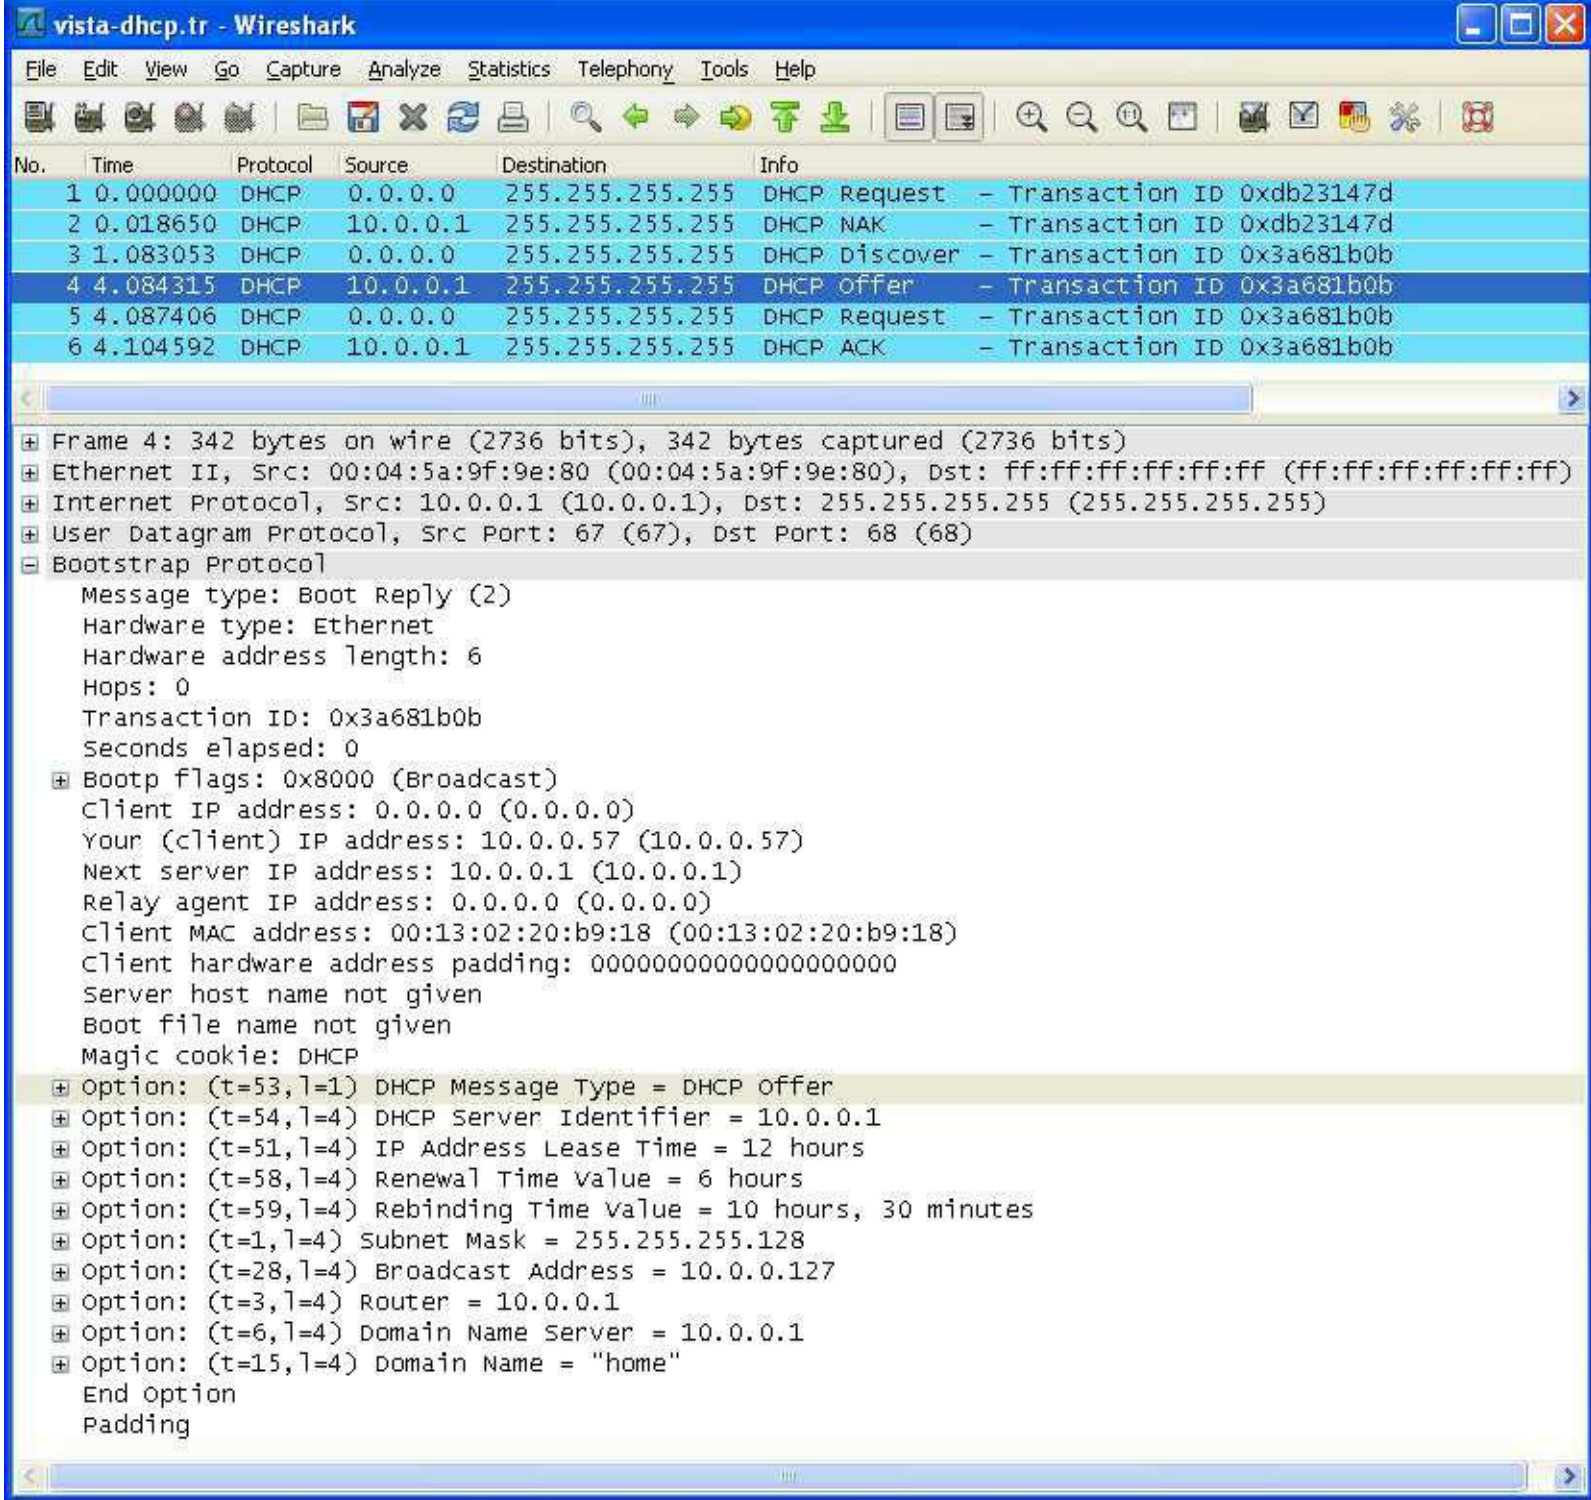 vista-dhcp.tr - Wireshark
File Edit View Go Capture Analyze Statistics Telephony Tools Help
No. Time Protocol Source Destination Info
1 0.000000 DHCP 0.0.0.0 255.255.255.255 DHCP Request - Transaction ID 0xdb23147d
2 0.018650 DHCP 10.0.0.1 255.255.255.255 DHCP NAK - Transaction ID 0xdb23147d
3 1.083053 DHCP 0.0.0.0 255.255.255.255 DHCP Discover - Transaction ID 0x3a681b0b
4 4.084315 DHCP 10.0.0.1 255.255.255.255 DHCP Offer - Transaction ID 0x3a681b0b
5 4.087406 DHCP 0.0.0.0 255.255.255.255 DHCP Request - Transaction ID 0x3a681b0b
6 4.104592 DHCP 10.0.0.1 255.255.255.255 DHCP ACK - Transaction ID 0x3a681b0b
Frame 4: 342 bytes on wire (2736 bits), 342 bytes captured (2736 bits)
Ethernet II, Src: 00:04:5a:9f:9e:80 (00:04:5a:9f:9e:80), Dst: ff:ff:ff:ff:ff:ff (ff:ff:ff:ff:ff:ff)
Internet Protocol, Src: 10.0.0.1 (10.0.0.1), Dst: 255.255.255.255 (255.255.255.255)
User Datagram Protocol, Src Port: 67 (67), Dst Port: 68 (68)
Bootstrap Protocol
Message type: Boot Reply (2)
Hardware type: Ethernet
Hardware address length: 6
Hops: 0
Transaction ID: 0x3a681b0b
Seconds elapsed: 0
Bootp flags: 0x8000 (Broadcast)
Client IP address: 0.0.0.0 (0.0.0.0)
Your (client) IP address: 10.0.0.57 (10.0.0.57)
Next server IP address: 10.0.0.1 (10.0.0.1)
Relay agent IP address: 0.0.0.0 (0.0.0.0)
Client MAC address: 00:13:02:20:b9:18 (00:13:02:20:b9:18)
Client hardware address padding: 00000000000000000000
Server host name not given
Boot file name not given
Magic cookie: DHCP
Option: (t=53,l=1) DHCP Message Type = DHCP Offer
Option: (t=54,l=4) DHCP Server Identifier = 10.0.0.1
Option: (t=51,l=4) IP Address Lease Time = 12 hours
Option: (t=58,l=4) Renewal Time Value = 6 hours
Option: (t=59,l=4) Rebinding Time Value = 10 hours, 30 minutes
Option: (t=1,l=4) Subnet Mask = 255.255.255.128
Option: (t=28,l=4) Broadcast Address = 10.0.0.127
Option: (t=3,l=4) Router = 10.0.0.1
Option: (t=6,l=4) Domain Name Server = 10.0.0.1
Option: (t=15,l=4) Domain Name = "home"
End Option
Padding